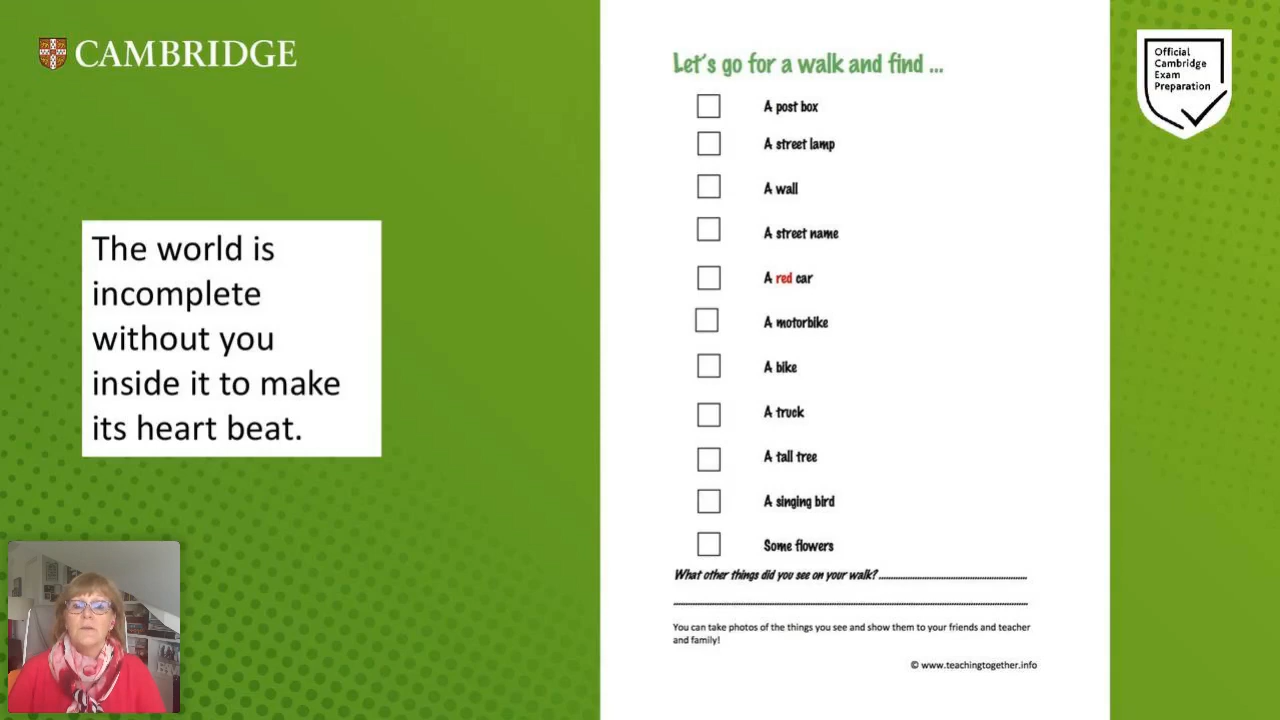 CAMBRIDGE
The world is
incomplete
without you
inside it to make
its heart beat.
Let's go for a walk and find ...
A post box
A street lamp
A wall
A street name
A red car
A motorbike
A bike
A truck
A tall tree
A singing bird
Some flowers
What other things did you see on your walk?
You can take photos of the things you see and show them to your friends and teacher
and family!
© www.teachingtogether.info
Official
Cambridge
Exam
Preparation